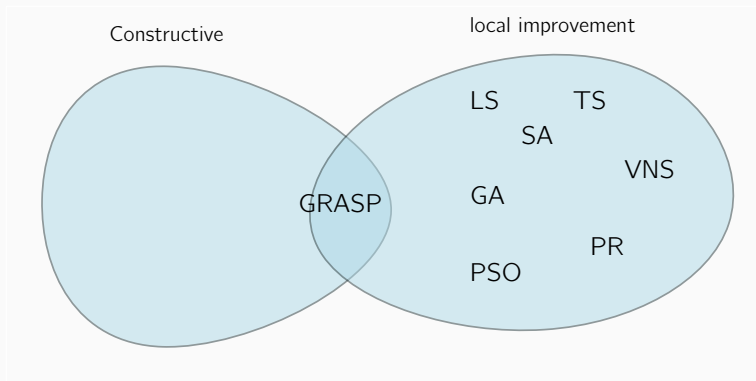 Constructive
local improvement
LS
TS
SA
VNS
GRASP
GA
PR
PSO